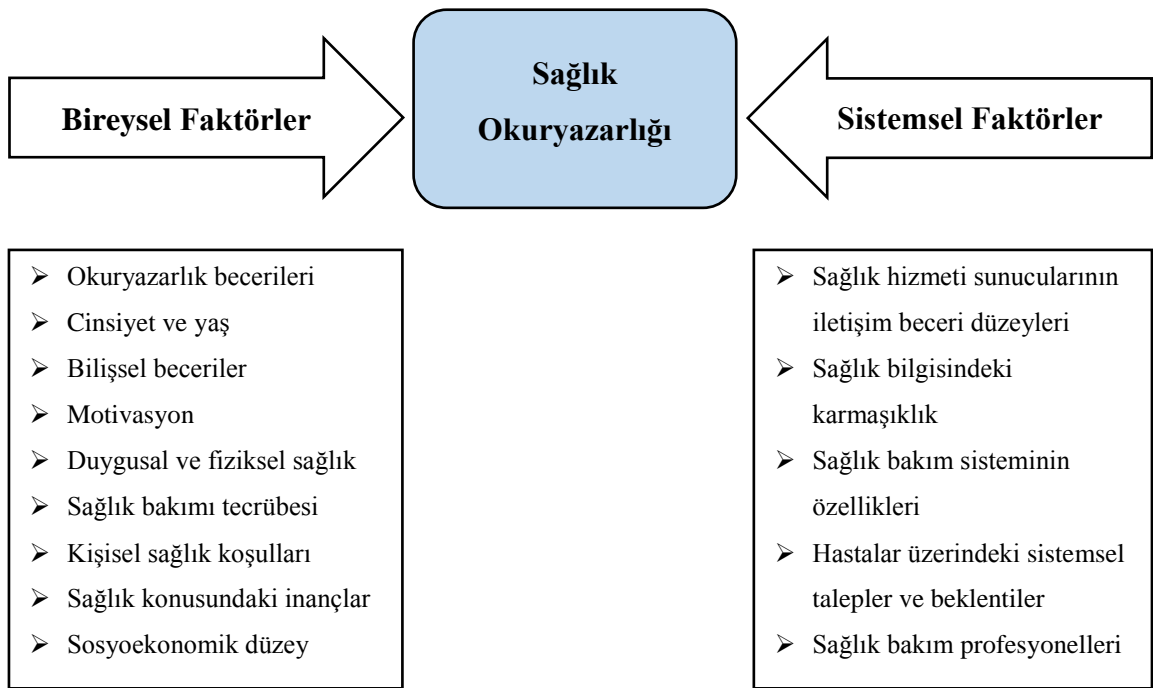 Bireysel Faktörler
Sağlık
Okuryazarlığı
Sistemsel Faktörler
➢ Okuryazarlık becerileri
➢ Cinsiyet ve yaş
➢ Bilişsel beceriler
➢ Motivasyon
➢ Duygusal ve fiziksel sağlık
➢ Sağlık bakımı tecrübesi
➢ Kişisel sağlık koşulları
➢ Sağlık konusundaki inançlar
➢ Sosyoekonomik düzey
➢ Sağlık hizmeti sunucularının
iletişim beceri düzeyleri
➢ Sağlık bilgisindeki
karmaşıklık
➢ Sağlık bakım sisteminin
özellikleri
➢ Hastalar üzerindeki sistemsel
talepler ve beklentiler
➢ Sağlık bakım profesyonelleri